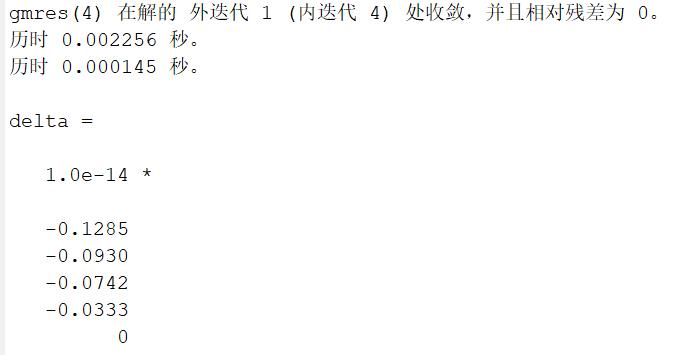 gmres(4) 在解的 外迭代 1 (内迭代 4) 处收敛，并且相对残差为 0。
历时 0.002256 秒。
历时 0.000145 秒。
delta =
1.0e-14 *
-0.1285
-0.0930
-0.0742
-0.0333
0